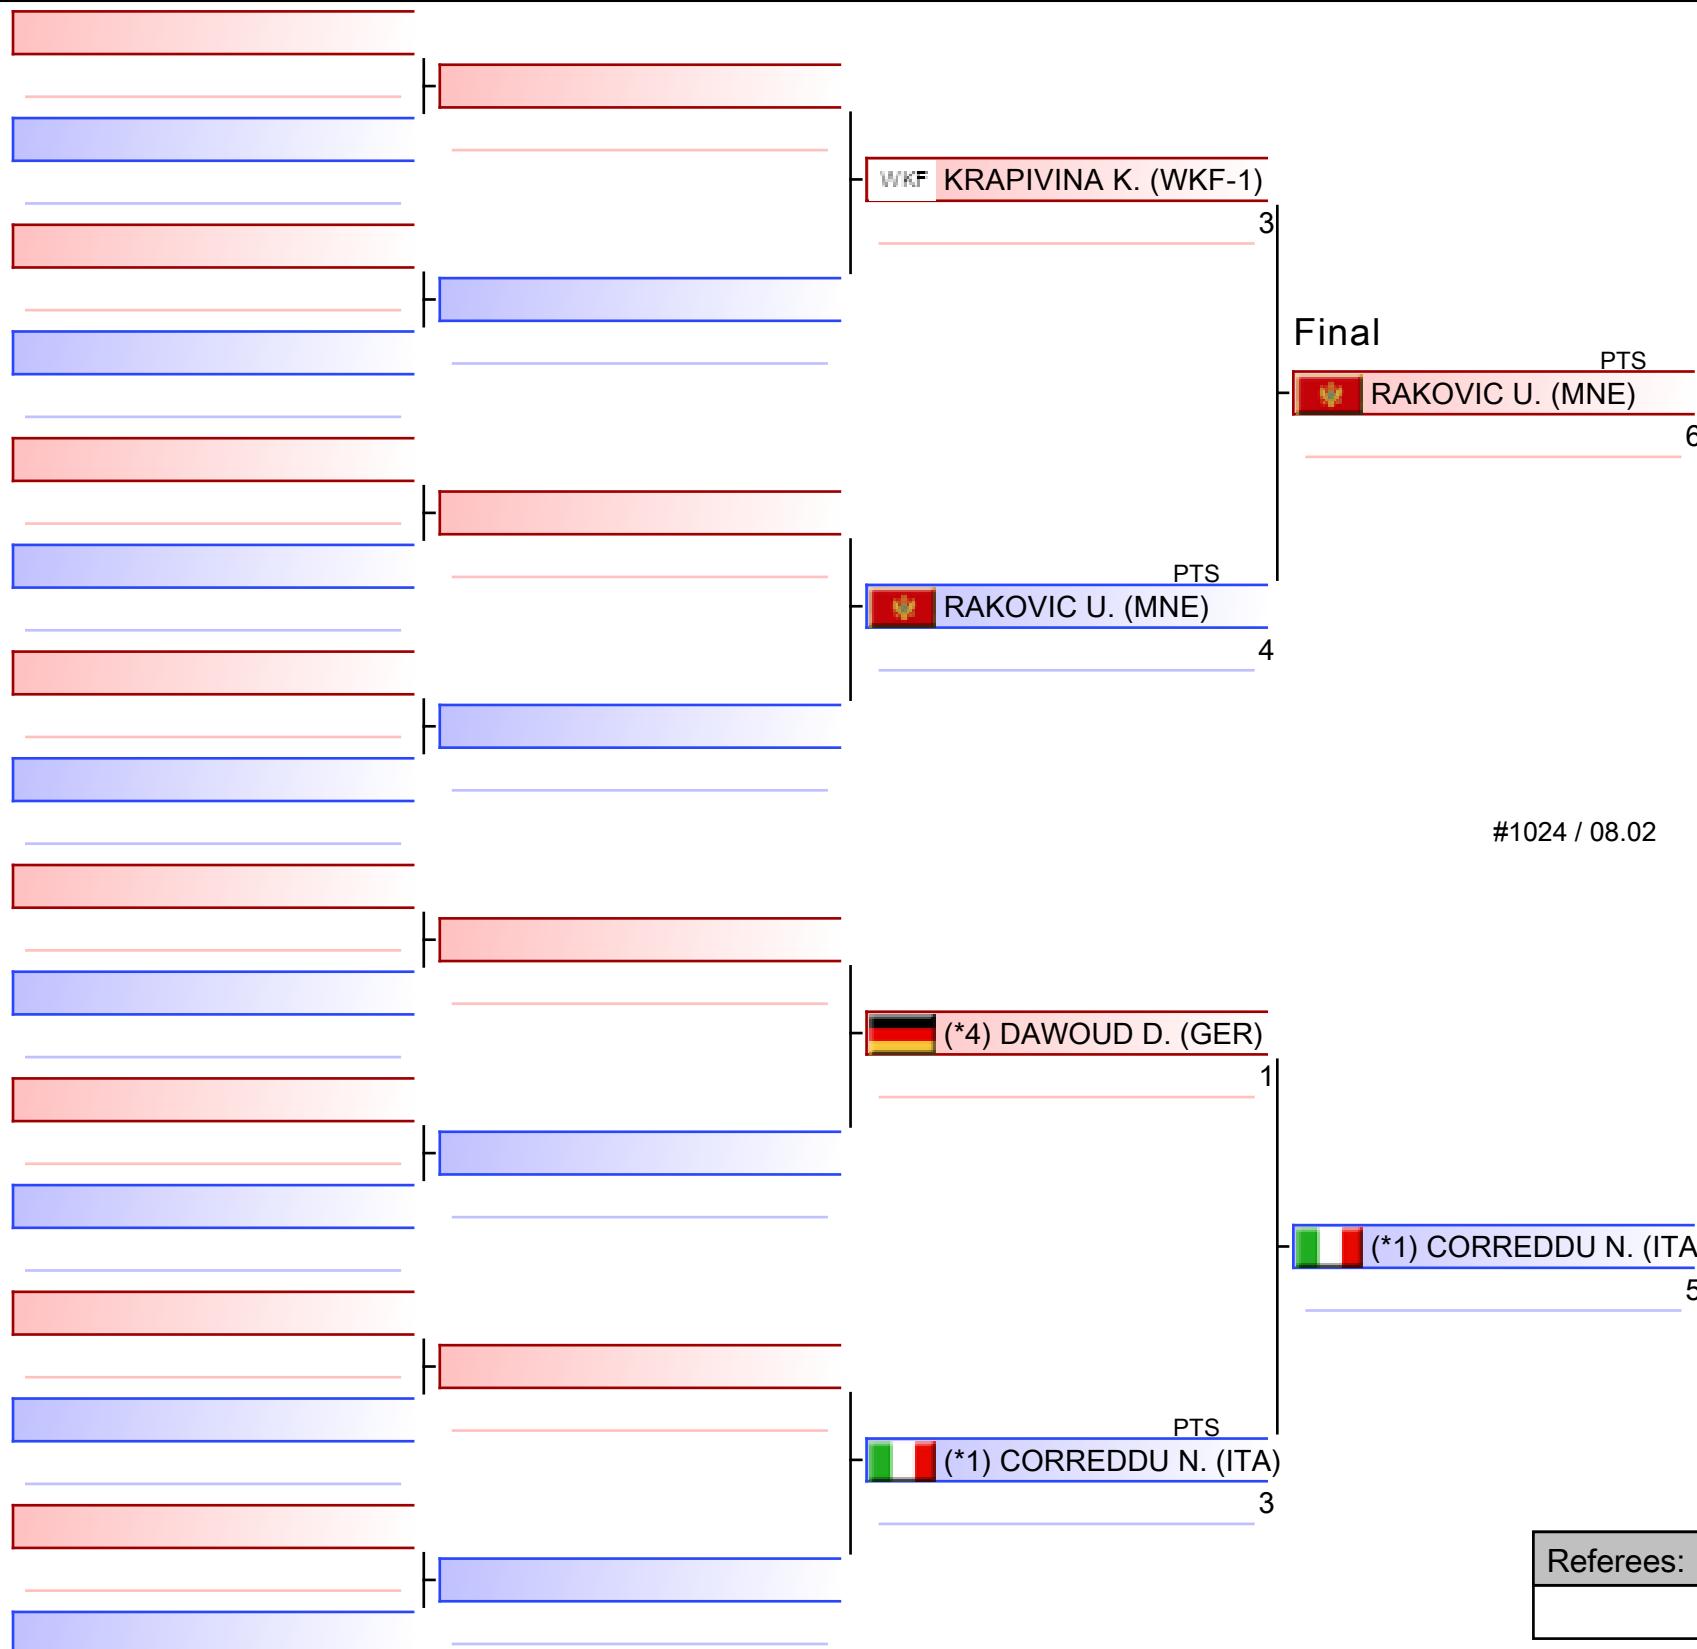 WKF KRAPIVINA K. (WKF-1)
3
Final
PTS
RAKOVIC U. (MNE)
6
PTS
RAKOVIC U. (MNE)
4
#1024 / 08.02
(*4) DAWOUD D. (GER)
1
(*1) CORREDDU N. (ITA
5
PTS
(*1) CORREDDU N. (ITA)
3
Referees: